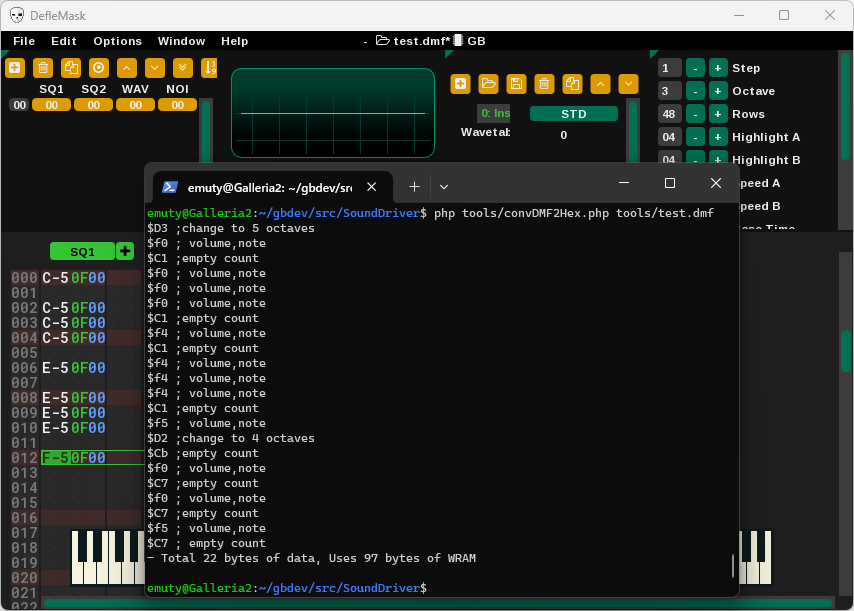 DefleMask
File Edit Options Window Help - test.dmf* GB
SQ1 SQ2 WAV NOI
00 00 00 00 00
0: Ins
Wavetab
STD
0
1 - + Step
3 - + Octave
48 - + Rows
04 - + Highlight A
04 - + Highlight B
peed A
peed B
ase Time
SQ1 +
000 C-5 0F00
001
002 C-5 0F00
003 C-5 0F00
004 C-5 0F00
005
006 E-5 0F00
007
008 E-5 0F00
009 E-5 0F00
010 E-5 0F00
011
012 F-5 0F00
013
014
015
016
017
018
019
020
021
022
emuty@Galleria2: ~/gbdev/src
emuty@Galleria2:~/gbdev/src/SoundDriver$ php tools/convDMF2Hex.php tools/test.dmf
$D3 ;change to 5 octaves
$f0 ; volume,note
$C1 ;empty count
$f0 ; volume,note
$f0 ; volume,note
$f0 ; volume,note
$C1 ;empty count
$f4 ; volume,note
$C1 ;empty count
$f4 ; volume,note
$f4 ; volume,note
$f4 ; volume,note
$C1 ;empty count
$f5 ; volume,note
$D2 ;change to 4 octaves
$Cb ;empty count
$f0 ; volume,note
$C7 ;empty count
$f0 ; volume,note
$C7 ;empty count
$f5 ; volume,note
$C7 ; empty count
- Total 22 bytes of data, Uses 97 bytes of WRAM
emuty@Galleria2:~/gbdev/src/SoundDriver$